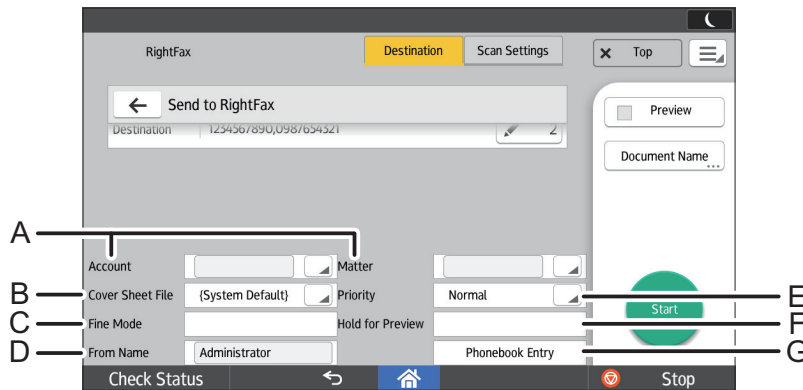 RightFax
Destination
Scan Settings
Top
Send to RightFax
Destination 1234567890,0987654321 2
Preview
Document Name
A
Account Matter
B Cover Sheet File {System Default} Priority Normal E
Start
C Fine Mode Hold for Preview F
D From Name Administrator Phonebook Entry G
Check Status Stop